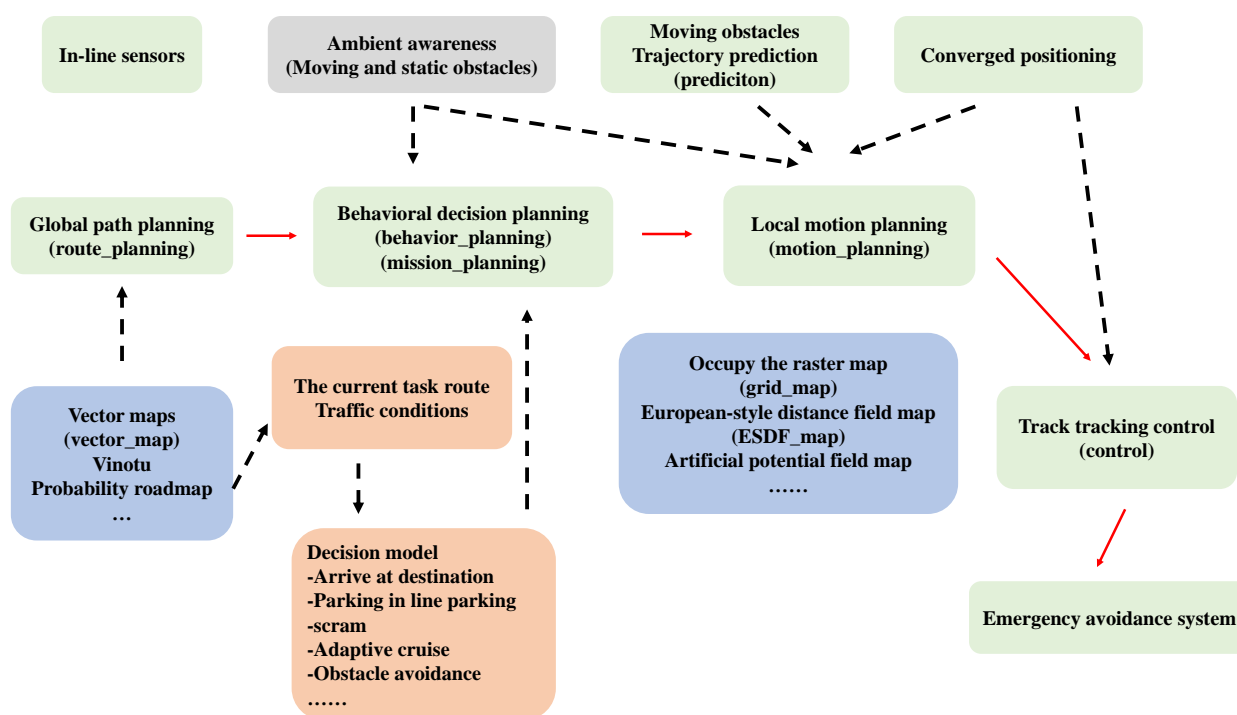 In-line sensors
Ambient awareness
(Moving and static obstacles)
Moving obstacles
Trajectory prediction
(prediciton)
Converged positioning
Global path planning
(route_planning)
Behavioral decision planning
(behavior_planning)
(mission_planning)
Local motion planning
(motion_planning)
Vector maps
(vector_map)
Vinotu
Probability roadmap
…
The current task route
Traffic conditions
Occupy the raster map
(grid_map)
European-style distance field map
(ESDF_map)
Artificial potential field map
……
Track tracking control
(control)
Decision model
-Arrive at destination
-Parking in line parking
-scram
-Adaptive cruise
-Obstacle avoidance
……
Emergency avoidance system